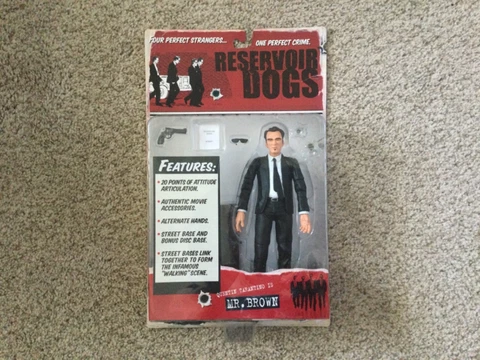 OUR PERFECT STRANGERS... ONE PERFECT CRIME.
RESERVOIR
DOGS
FEATURES:
• 20 POINTS OF ATTITUDE
ARTICULATION.
• AUTHENTIC MOVIE
ACCESSORIES.
• ALTERNATE HANDS.
• STREET BASE AND
BONUS DISC BASE.
• STREET BASES LINK
TOGETHER TO FORM
THE INFAMOUS
"WALKING" SCENE.
QUENTIN TARANTINO IS
MR. BROWN